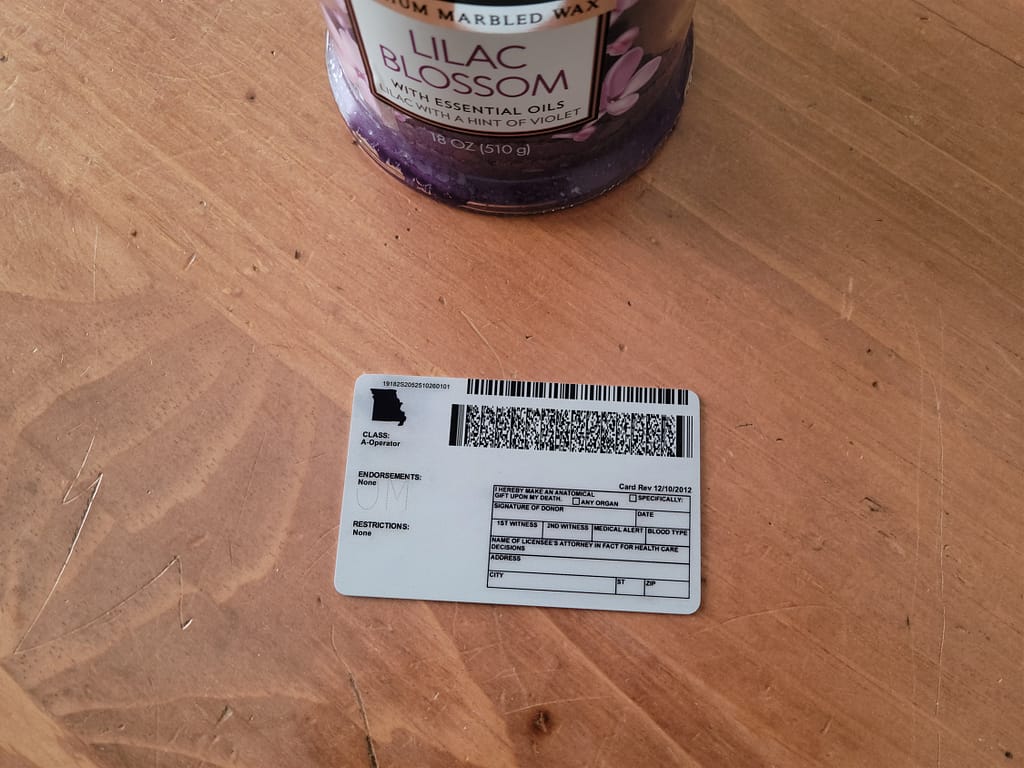 MARBLED WAX
LILAC
BLOSSOM
WITH ESSENTIAL OILS
LILAC WITH A HINT OF VIOLET
18 OZ (510 g)
19182S2052510260101
CLASS:
A-Operator
ENDORSEMENTS:
None
RESTRICTIONS:
None
Card Rev 12/10/2012
I HEREBY MAKE AN ANATOMICAL
GIFT UPON MY DEATH. ANY ORGAN SPECIFICALLY:
SIGNATURE OF DONOR DATE
1ST WITNESS 2ND WITNESS MEDICAL ALERT BLOOD TYPE
NAME OF LICENSEE'S ATTORNEY IN FACT FOR HEALTH CARE
DECISIONS
ADDRESS
CITY ST ZIP